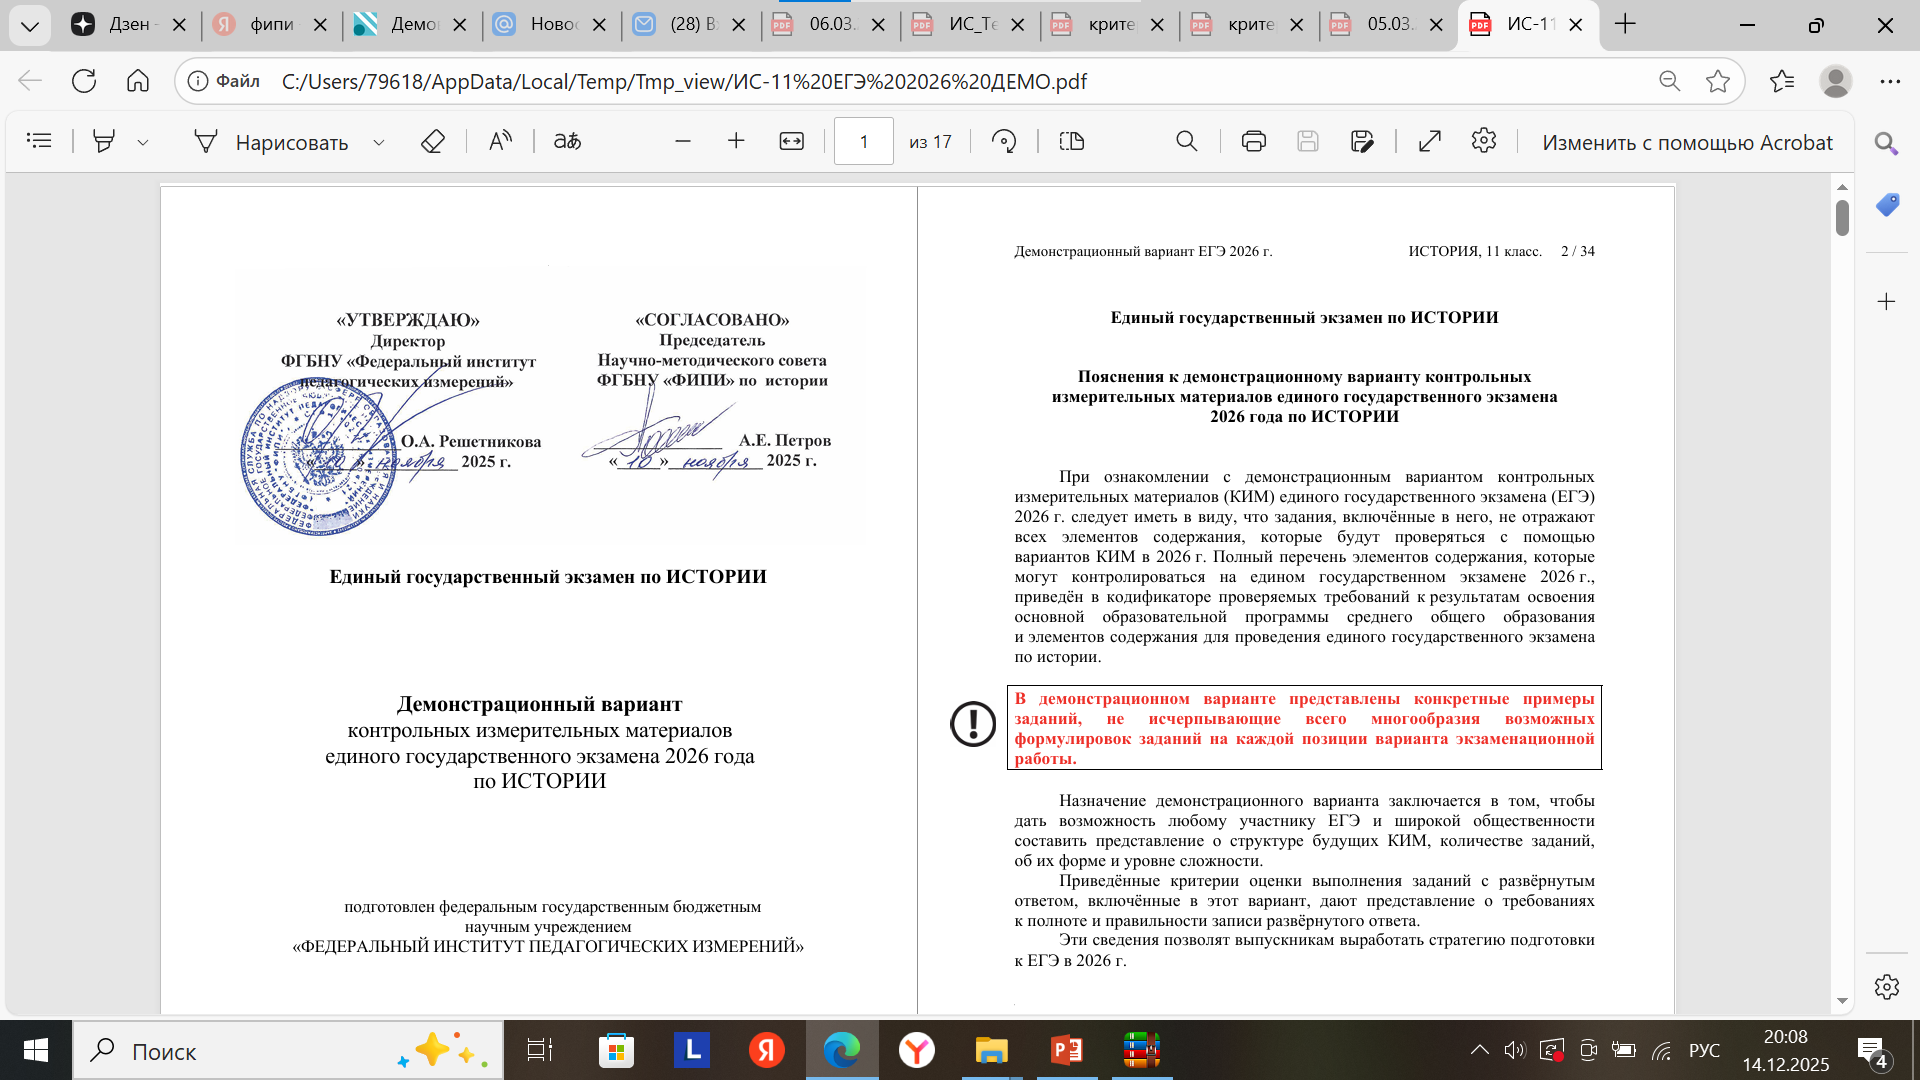 Дзен -
фипи -
Демо
Новос
(28) В
06.03.
ИС_Те
крите
крите
05.03.
ИС-11
Файл
C:/Users/79618/AppData/Local/Temp/Tmp_view/ИС-11%20ЕГЭ%202026%20ДЕМО.pdf
Нарисовать
аあ
1
из 17
Изменить с помощью Acrobat
«УТВЕРЖДАЮ»
Директор
ФГБНУ «Федеральный институт
педагогических измерений»
О.А. Решетникова
«10» ноября 2025 г.
«СОГЛАСОВАНО»
Председатель
Научно-методического совета
ФГБНУ «ФИПИ» по истории
А.Е. Петров
«10» ноября 2025 г.
Единый государственный экзамен по ИСТОРИИ
Демонстрационный вариант
контрольных измерительных материалов
единого государственного экзамена 2026 года
по ИСТОРИИ
подготовлен федеральным государственным бюджетным
научным учреждением
«ФЕДЕРАЛЬНЫЙ ИНСТИТУТ ПЕДАГОГИЧЕСКИХ ИЗМЕРЕНИЙ»
Демонстрационный вариант ЕГЭ 2026 г. ИСТОРИЯ, 11 класс. 2 / 34
Единый государственный экзамен по ИСТОРИИ
Пояснения к демонстрационному варианту контрольных
измерительных материалов единого государственного экзамена
2026 года по ИСТОРИИ
При ознакомлении с демонстрационным вариантом контрольных
измерительных материалов (КИМ) единого государственного экзамена (ЕГЭ)
2026 г. следует иметь в виду, что задания, включённые в него, не отражают
всех элементов содержания, которые будут проверяться с помощью
вариантов КИМ в 2026 г. Полный перечень элементов содержания, которые
могут контролироваться на едином государственном экзамене 2026 г.,
приведён в кодификаторе проверяемых требований к результатам освоения
основной образовательной программы среднего общего образования
и элементов содержания для проведения единого государственного экзамена
по истории.
В демонстрационном варианте представлены конкретные примеры
заданий, не исчерпывающие всего многообразия возможных
формулировок заданий на каждой позиции варианта экзаменационной
работы.
Назначение демонстрационного варианта заключается в том, чтобы
дать возможность любому участнику ЕГЭ и широкой общественности
составить представление о структуре будущих КИМ, количестве заданий,
об их форме и уровне сложности.
Приведённые критерии оценки выполнения заданий с развёрнутым
ответом, включённые в этот вариант, дают представление о требованиях
к полноте и правильности записи развёрнутого ответа.
Эти сведения позволят выпускникам выработать стратегию подготовки
к ЕГЭ в 2026 г.
Поиск
РУС
20:08
14.12.2025
4